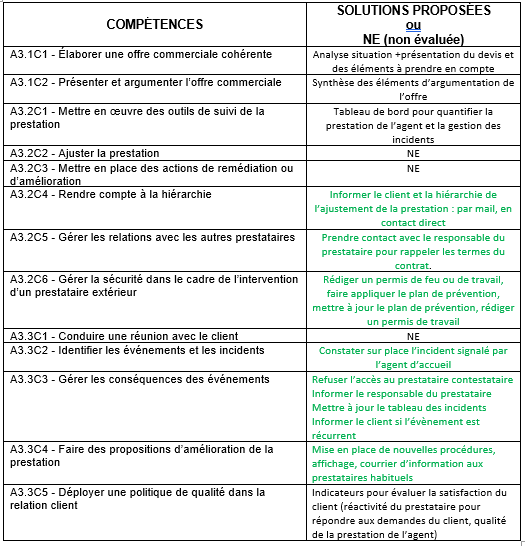 COMPÉTENCES
SOLUTIONS PROPOSÉES
ou
NE (non évaluée)
A3.1C1 - Élaborer une offre commerciale cohérente
Analyse situation +présentation du devis et
des éléments à prendre en compte
A3.1C2 - Présenter et argumenter l'offre commerciale
Synthèse des éléments d'argumentation de
l'offre
A3.2C1 - Mettre en œuvre des outils de suivi de la
prestation
Tableau de bord pour quantifier la
prestation de l'agent et la gestion des
incidents
A3.2C2 - Ajuster la prestation
NE
A3.2C3 - Mettre en place des actions de remédiation ou
d'amélioration
NE
A3.2C4 - Rendre compte à la hiérarchie
Informer le client et la hiérarchie de
l'ajustement de la prestation : par mail, en
contact direct
A3.2C5 - Gérer les relations avec les autres prestataires
Prendre contact avec le responsable du
prestataire pour rappeler les termes du
contrat.
A3.2C6 - Gérer la sécurité dans le cadre de l'intervention
d'un prestataire extérieur
Rédiger un permis de feu ou de travail,
faire appliquer le plan de prévention,
mettre à jour le plan de prévention, rédiger
un permis de travail
A3.3C1 - Conduire une réunion avec le client
NE
A3.3C2 - Identifier les événements et les incidents
Constater sur place l'incident signalé par
l'agent d'accueil
A3.3C3 - Gérer les conséquences des événements
Refuser l'accès au prestataire contestataire
Informer le responsable du prestataire
Mettre à jour le tableau des incidents
Informer le client si l'évènement est
récurrent
A3.3C4 - Faire des propositions d'amélioration de la
prestation
Mise en place de nouvelles procédures,
affichage, courrier d'information aux
prestataires habituels
A3.3C5 - Déployer une politique de qualité dans la
relation client
Indicateurs pour évaluer la satisfaction du
client (réactivité du prestataire pour
répondre aux demandes du client, qualité
de la prestation de l'agent)